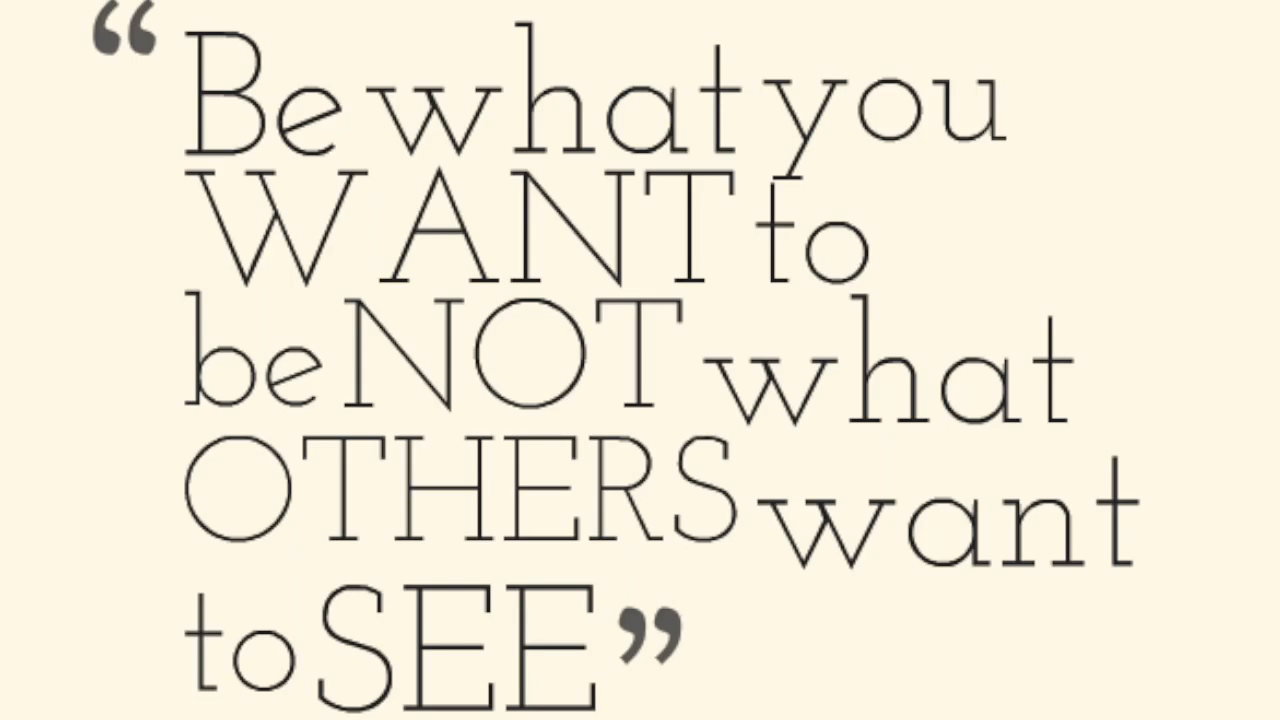 “Be what you
WANT to
be NOT what
OTHERS want
to SEE”